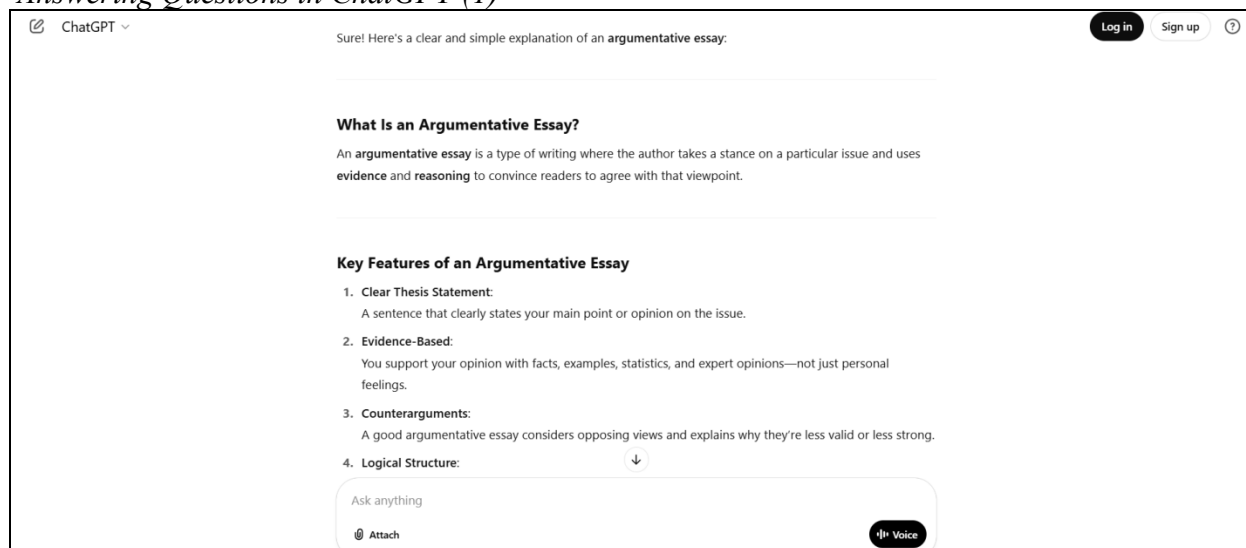 Answering Questions in ChatGPT (1)
ChatGPT
Log in
Sign up
Sure! Here's a clear and simple explanation of an argumentative essay:
What Is an Argumentative Essay?
An argumentative essay is a type of writing where the author takes a stance on a particular issue and uses
evidence and reasoning to convince readers to agree with that viewpoint.
Key Features of an Argumentative Essay
1. Clear Thesis Statement:
A sentence that clearly states your main point or opinion on the issue.
2. Evidence-Based:
You support your opinion with facts, examples, statistics, and expert opinions—not just personal
feelings.
3. Counterarguments:
A good argumentative essay considers opposing views and explains why they're less valid or less strong.
4. Logical Structure:
Ask anything
Attach
Voice